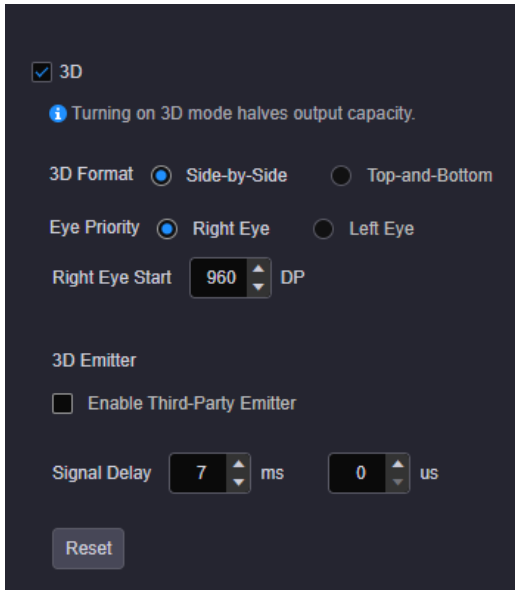 3D
Turning on 3D mode halves output capacity.
3D Format Side-by-Side Top-and-Bottom
Eye Priority Right Eye Left Eye
Right Eye Start 960 DP
3D Emitter
Enable Third-Party Emitter
Signal Delay 7 ms 0 us
Reset